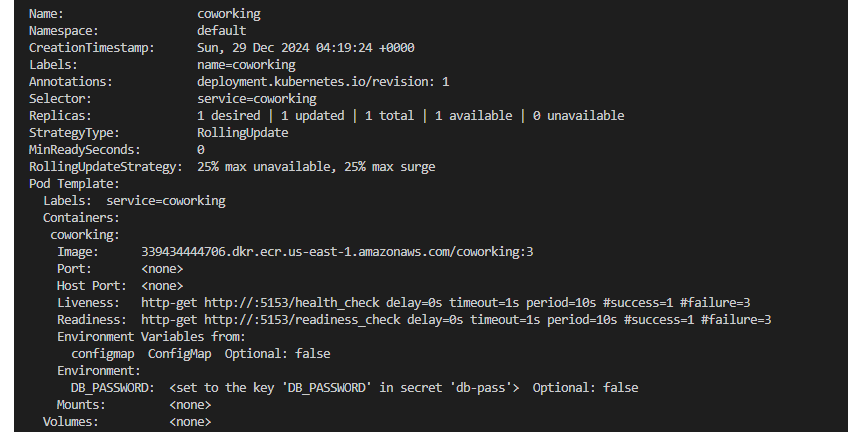 Name:                   coworking
Namespace:              default
CreationTimestamp:      Sun, 29 Dec 2024 04:19:24 +0000
Labels:                 name=coworking
Annotations:            deployment.kubernetes.io/revision: 1
Selector:               service=coworking
Replicas:               1 desired | 1 updated | 1 total | 1 available | 0 unavailable
StrategyType:           RollingUpdate
MinReadySeconds:        0
RollingUpdateStrategy:  25% max unavailable, 25% max surge
Pod Template:
  Labels:  service=coworking
  Containers:
   coworking:
    Image:      339434444706.dkr.ecr.us-east-1.amazonaws.com/coworking:3
    Port:       <none>
    Host Port:  <none>
    Liveness:   http-get http://:5153/health_check delay=0s timeout=1s period=10s #success=1 #failure=3
    Readiness:  http-get http://:5153/readiness_check delay=0s timeout=1s period=10s #success=1 #failure=3
    Environment Variables from:
      configmap  ConfigMap  Optional: false
    Environment:
      DB_PASSWORD:  <set to the key 'DB_PASSWORD' in secret 'db-pass'>  Optional: false
    Mounts:         <none>
  Volumes:          <none>